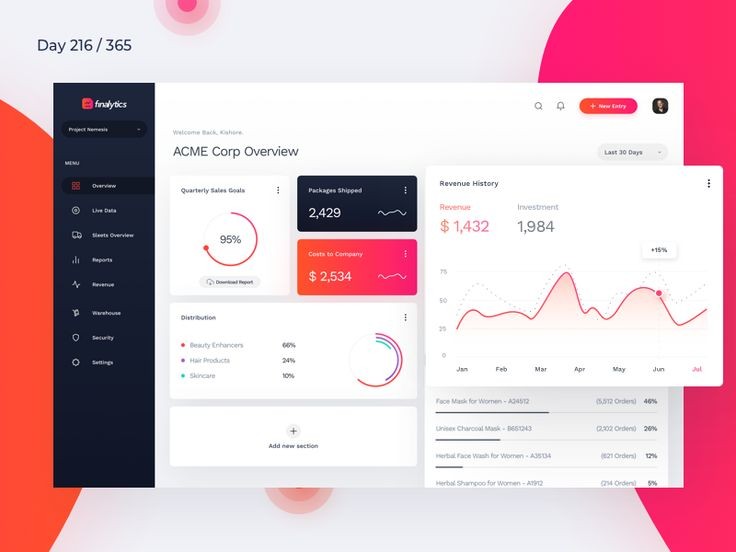 Day 216 / 365
finalytics
Project Nemesis
MENU
Overview
Live Data
Sleets Overview
Reports
Revenue
Warehouse
Security
Settings
+ New Entry
Welcome Back, Kishore.
ACME Corp Overview
Last 30 Days
Quarterly Sales Goals
95%
Download Report
Packages Shipped
2,429
Costs to Company
$ 2,534
Distribution
Beauty Enhancers 66%
Hair Products 24%
Skincare 10%
+
Add new section
Revenue History
Revenue Investment
$ 1,432 1,984
+15%
75
50
25
0
Jan Feb Mar Apr May Jun Jul
Face Mask for Women - A24512 (5,512 Orders) 46%
Unisex Charcoal Mask - B651243 (2,102 Orders) 26%
Herbal Face Wash for Women - A35134 (621 Orders) 12%
Herbal Shampoo for Women - A1912 (214 Orders) 5%